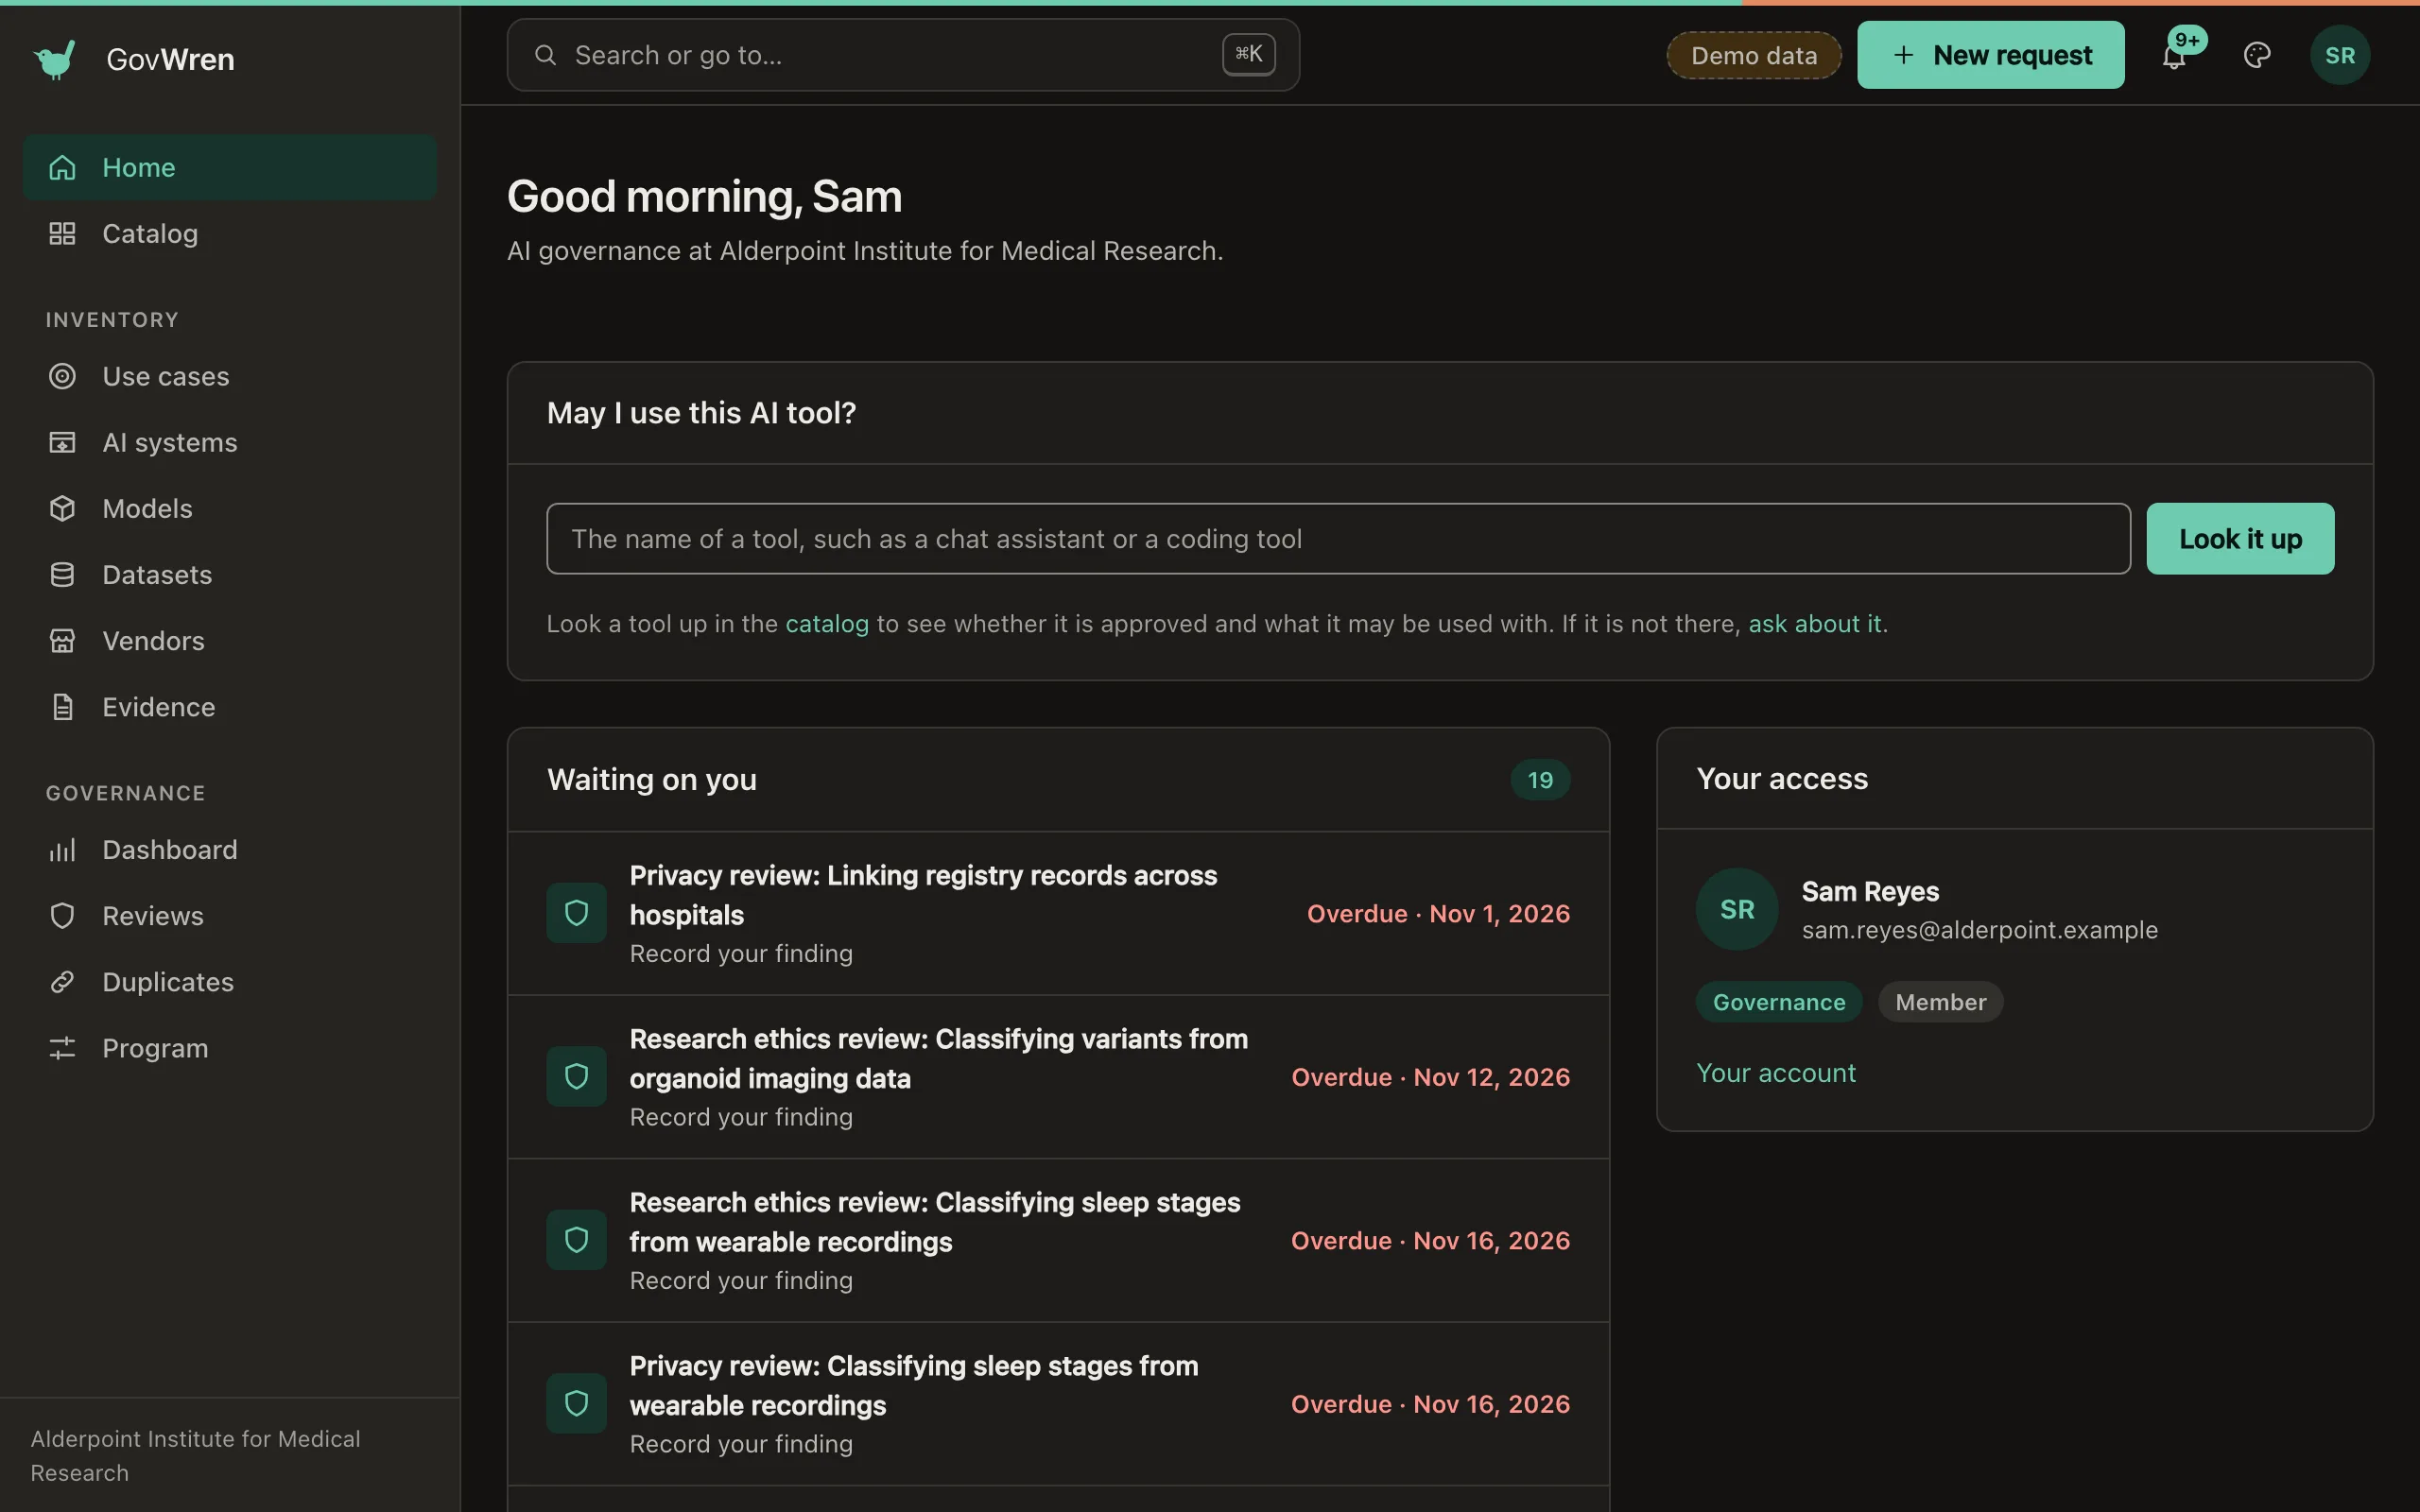 GovWren
Search or go to...
⌘K
Demo data
+ New request
9+
SR
Home
Catalog
INVENTORY
Use cases
AI systems
Models
Datasets
Vendors
Evidence
GOVERNANCE
Dashboard
Reviews
Duplicates
Program
Alderpoint Institute for Medical
Research
Good morning, Sam
AI governance at Alderpoint Institute for Medical Research.
May I use this AI tool?
The name of a tool, such as a chat assistant or a coding tool
Look it up
Look a tool up in the catalog to see whether it is approved and what it may be used with. If it is not there, ask about it.
Waiting on you
19
Privacy review: Linking registry records across
hospitals
Record your finding
Overdue · Nov 1, 2026
Research ethics review: Classifying variants from
organoid imaging data
Record your finding
Overdue · Nov 12, 2026
Research ethics review: Classifying sleep stages
from wearable recordings
Record your finding
Overdue · Nov 16, 2026
Privacy review: Classifying sleep stages from
wearable recordings
Record your finding
Overdue · Nov 16, 2026
Your access
SR
Sam Reyes
sam.reyes@alderpoint.example
Governance
Member
Your account